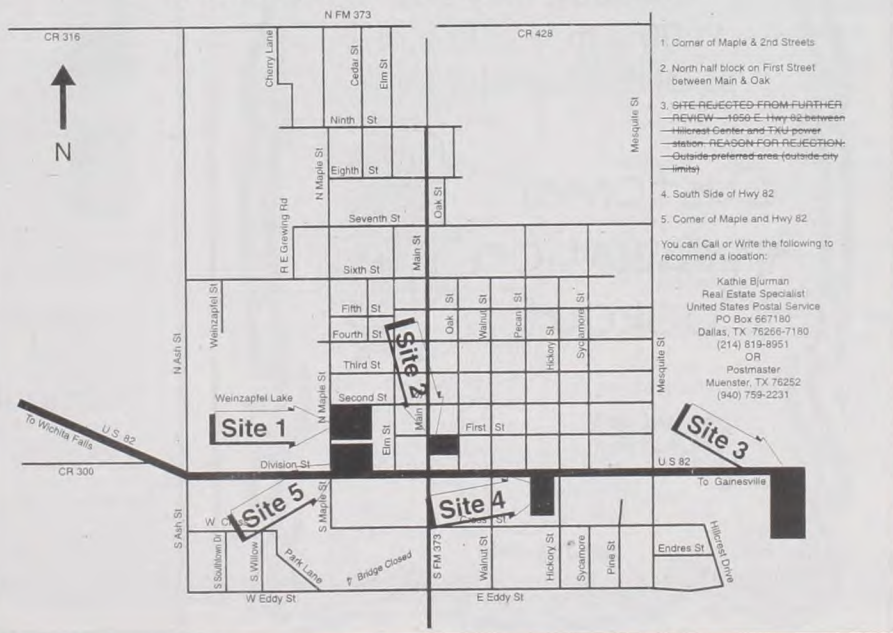 N FM 373
CR 316
CR 428
Cherry Lane
Cedar St
Elm St
Mesquite St
N
Ninth St
N Maple St
Eighth St
Oak St
R E Grewing Rd
Seventh St
Main St
Sixth St
Weinzapfel St
Fifth St
Fourth St
Oak St
Walnut St
Pecan St
Hickory St
Sycamore St
N Ash St
Third St
Site 2
Mesquite St
Weinzapfel Lake
N Maple St
Second St
Main S
Site 1
Elm St
First St
To Wichita Falls
U.S. 82
CR 300
Division St
U S 82
Site 3
To Gainesville
Site 5
Site 4
S Ash St
W
S Maple St
St
S Southtown Dr
S Willow
Park Lane
Bridge Closed
S FM 373
Walnut St
Hickory St
Sycamore
Pine St
Endres St
Hillcrest Drive
W Eddy St
E Eddy St
1. Corner of Maple & 2nd Streets
2. North half block on First Street
between Main & Oak
3. SITE REJECTED FROM FURTHER
REVIEW — 1050 E. Hwy 82 between
Hillcrest Center and TXU power
station. REASON FOR REJECTION:
Outside preferred area (outside city
limits)
4. South Side of Hwy 82
5. Corner of Maple and Hwy 82
You can Call or Write the following to
recommend a location:
Kathie Bjurman
Real Estate Specialist
United States Postal Service
PO Box 667180
Dallas, TX 75266-7180
(214) 819-8951
OR
Postmaster
Muenster, TX 76252
(940) 759-2231